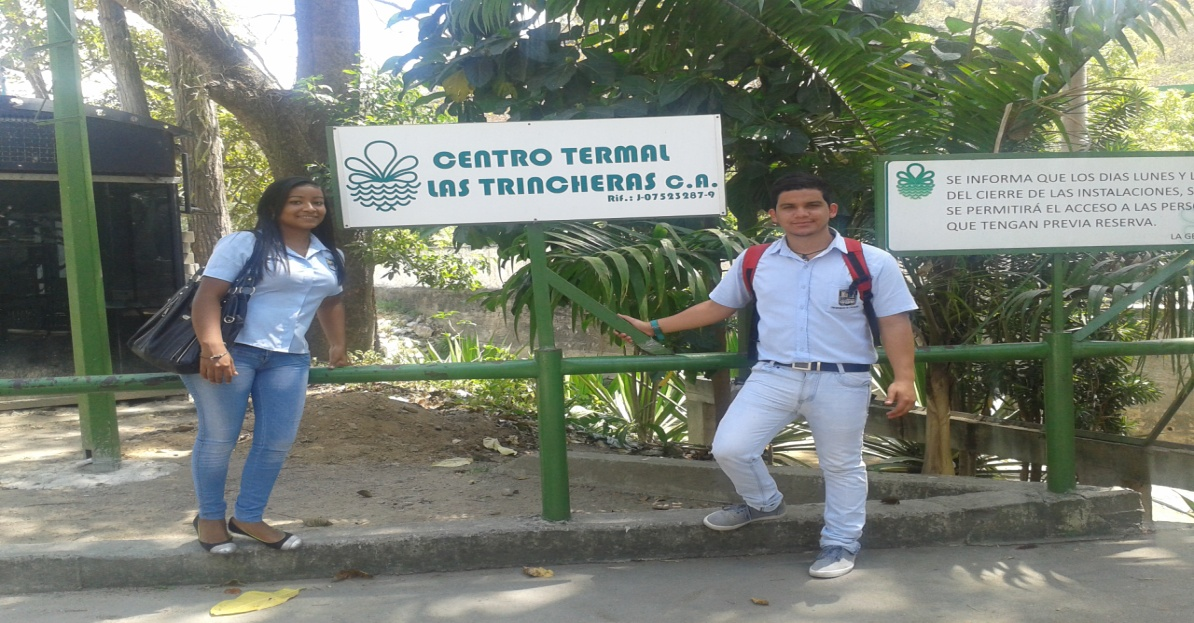 CENTRO TERMAL
LAS TRINCHERAS C.A.
Rif.: J-07523287-9
SE INFORMA QUE LOS DIAS LUNES Y
DEL CIERRE DE LAS INSTALACIONES,
SE PERMITIRÁ EL ACCESO A LAS
QUE TENGAN PREVIA RESERVA.
LA